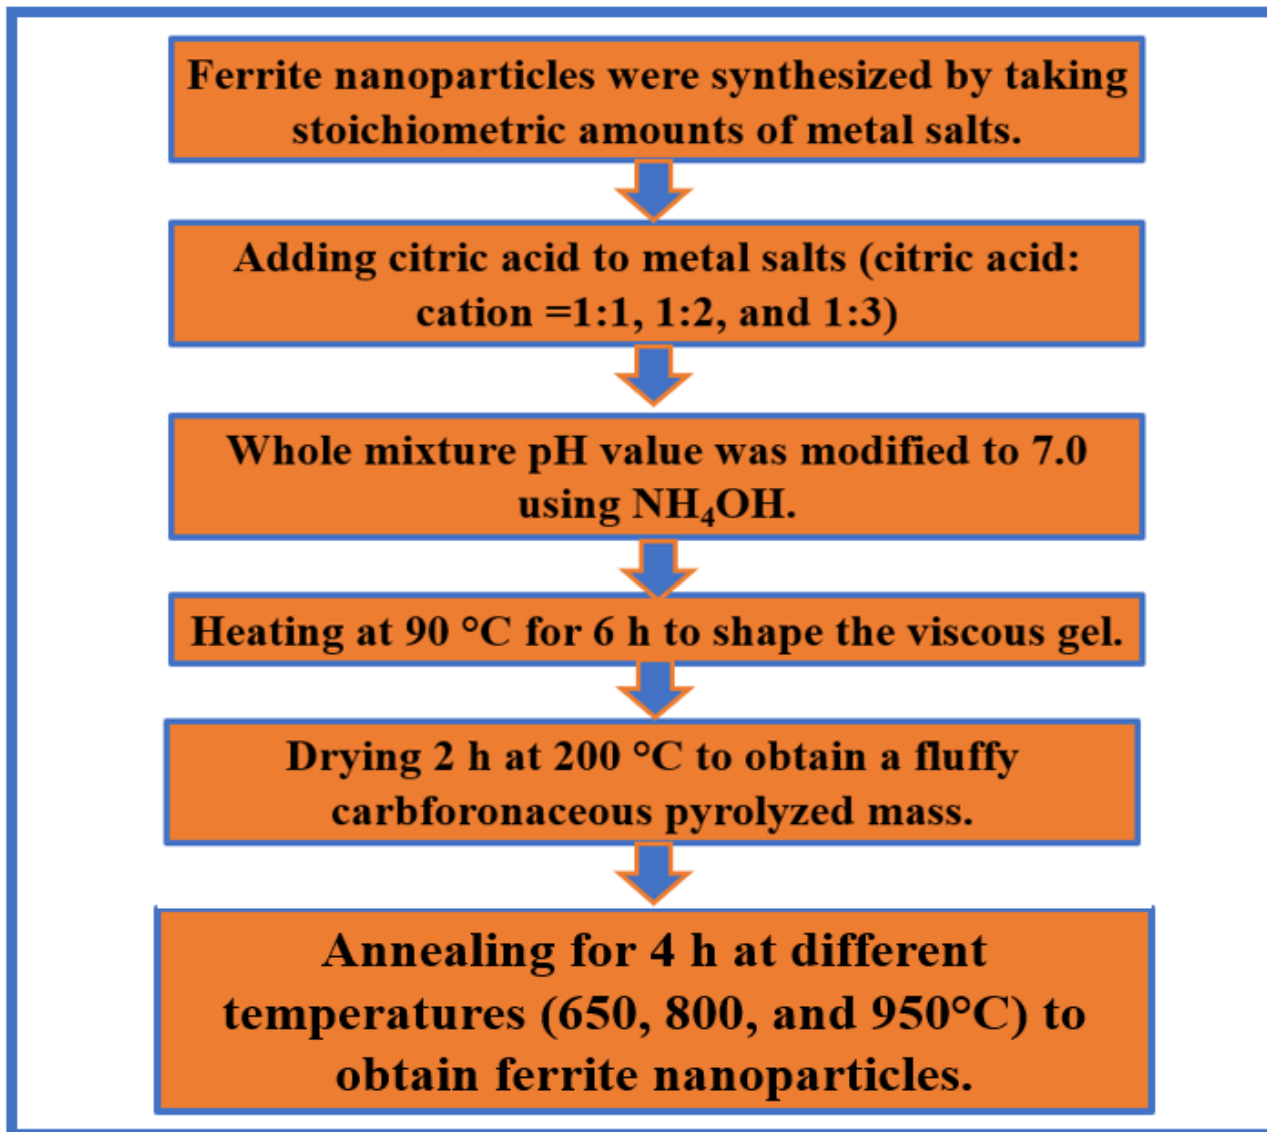 Ferrite nanoparticles were synthesized by taking
stoichiometric amounts of metal salts.
Adding citric acid to metal salts (citric acid:
cation =1:1, 1:2, and 1:3)
Whole mixture pH value was modified to 7.0
using NH₄OH.
Heating at 90 °C for 6 h to shape the viscous gel.
Drying 2 h at 200 °C to obtain a fluffy
carbforonaceous pyrolyzed mass.
Annealing for 4 h at different
temperatures (650, 800, and 950°C) to
obtain ferrite nanoparticles.